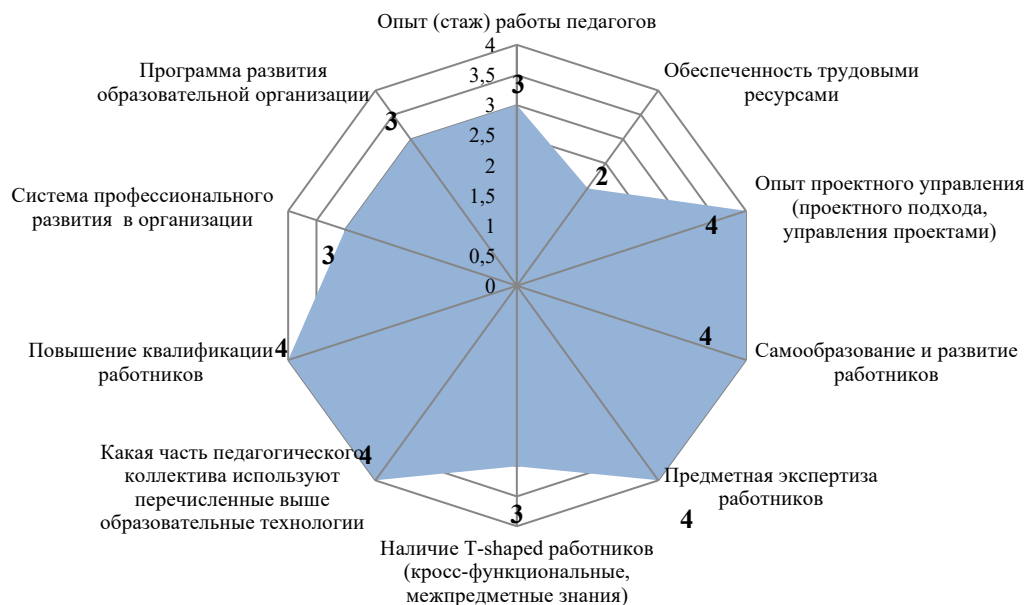 Опыт (стаж) работы педагогов
4
3,5
3
3
2,5
2
1,5
1
0,5
0
Обеспеченность трудовыми
ресурсами
2
Опыт проектного управления
(проектного подхода,
управления проектами)
4
Самообразование и развитие
работников
4
Предметная экспертиза
работников
4
Наличие T-shaped работников
(кросс-функциональные,
межпредметные знания)
3
Какая часть педагогического
коллектива используют
перечисленные выше
образовательные технологии
4
Повышение квалификации
работников
4
Система профессионального
развития в организации
3
Программа развития
образовательной организации
3